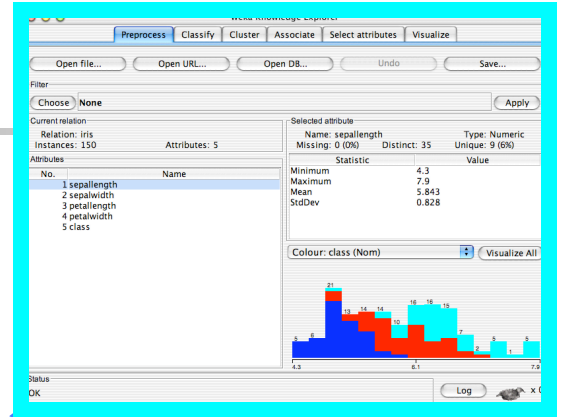 Preprocess Classify Cluster Associate Select attributes Visualize
Open file... Open URL... Open DB... Undo Save...
Filter
Choose None Apply
Current relation
Relation: iris
Instances: 150 Attributes: 5
Selected attribute
Name: sepallength Type: Numeric
Missing: 0 (0%) Distinct: 35 Unique: 9 (6%)
Attributes
No. Name
1 sepallength
2 sepalwidth
3 petallength
4 petalwidth
5 class
Statistic Value
Minimum 4.3
Maximum 7.9
Mean 5.843
StdDev 0.828
Colour: class (Nom) Visualize All
21
16 16 15
13 14 14
10
5 6 7 2 5 1 5
4.3 6.1 7.9
Status
OK
Log x